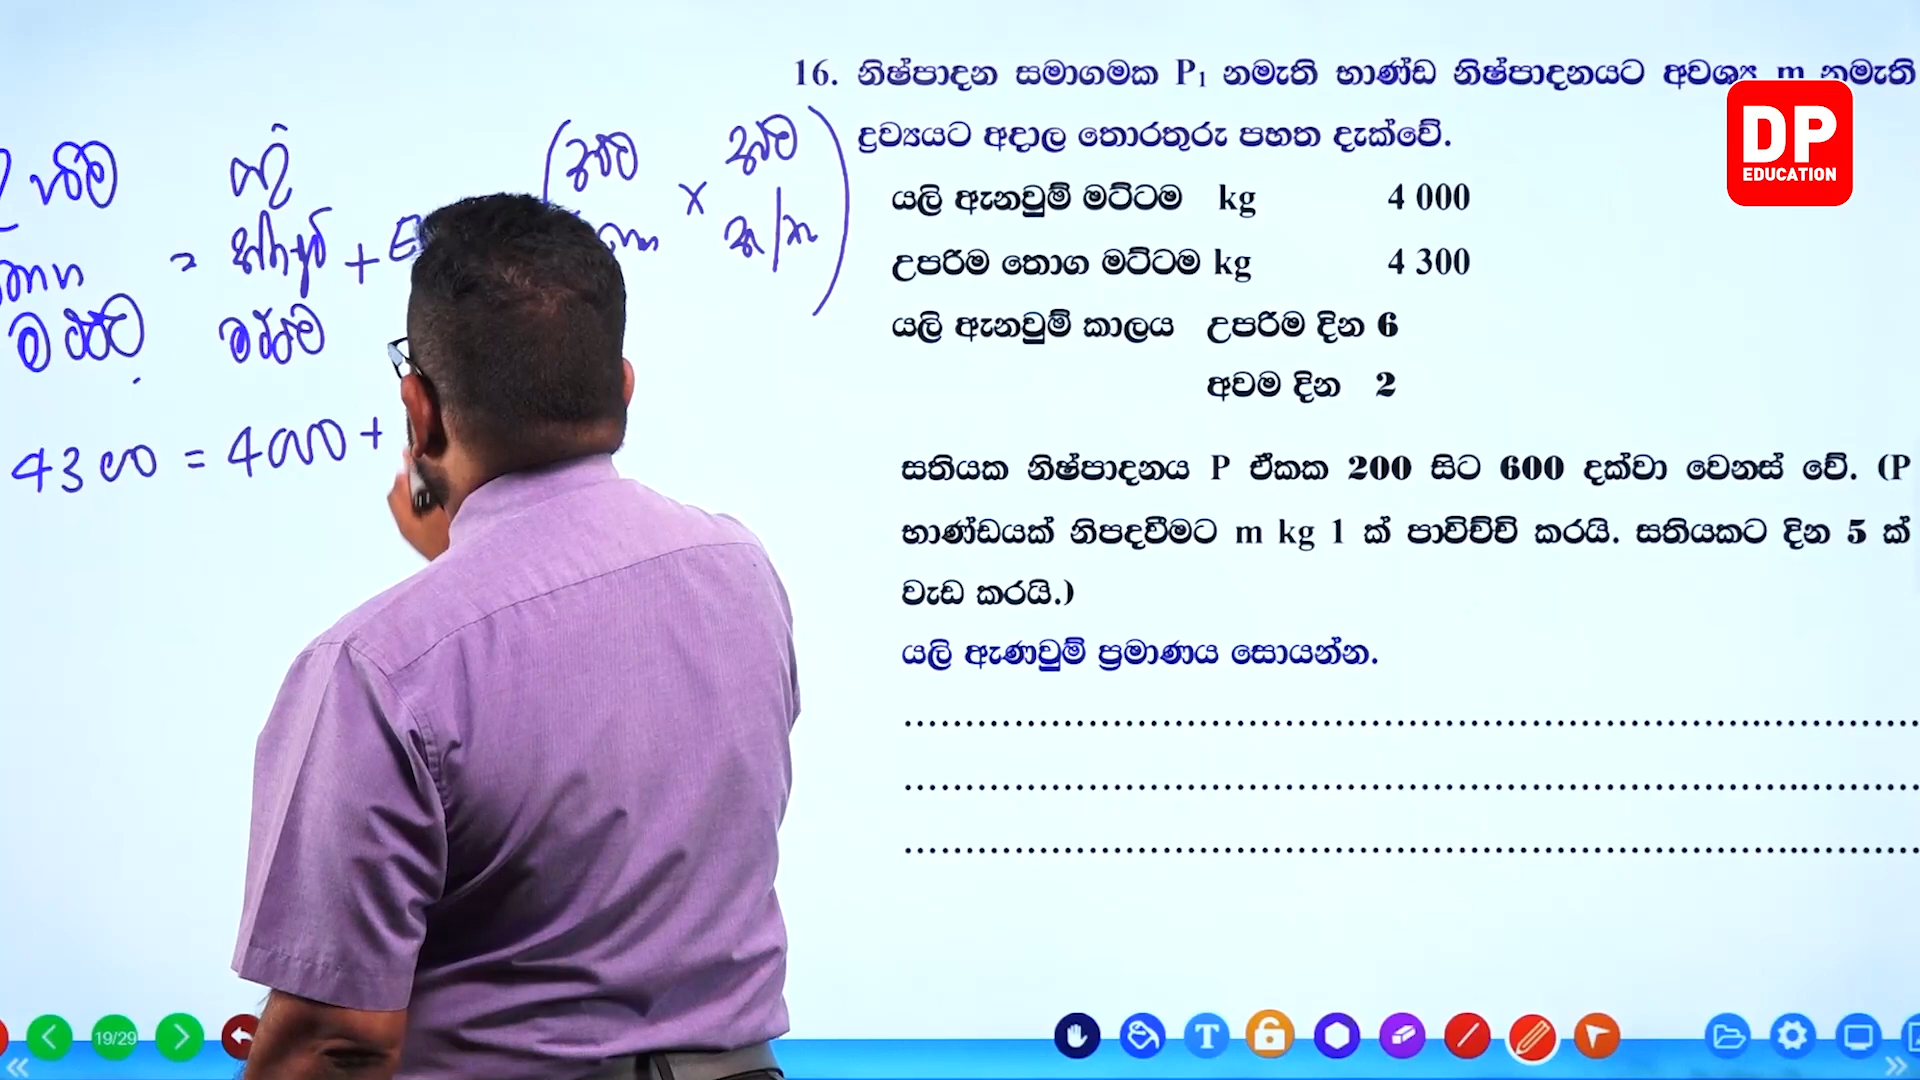 16. නිෂ්පාදන සමාගමක P₁ නමැති භාණ්ඩ නිෂ්පාදනයට අවශ්‍ය m නමැති
ද්‍රව්‍යයට අදාල තොරතුරු පහත දැක්වේ.
යලි ඇනවුම් මට්ටම kg 4 000
උපරිම තොග මට්ටම kg 4 300
යලි ඇනවුම් කාලය උපරිම දින 6
අවම දින 2
සතියක නිෂ්පාදනය P ඒකක 200 සිට 600 දක්වා වෙනස් වේ. (P
භාණ්ඩයක් නිපදවීමට m kg 1 ක් පාවිච්චි කරයි. සතියකට දින 5 ක්
වැඩ කරයි.)
යලි ඇණවුම් ප්‍රමාණය සොයන්න.
DP
EDUCATION
4300 = 4000 +
19/29